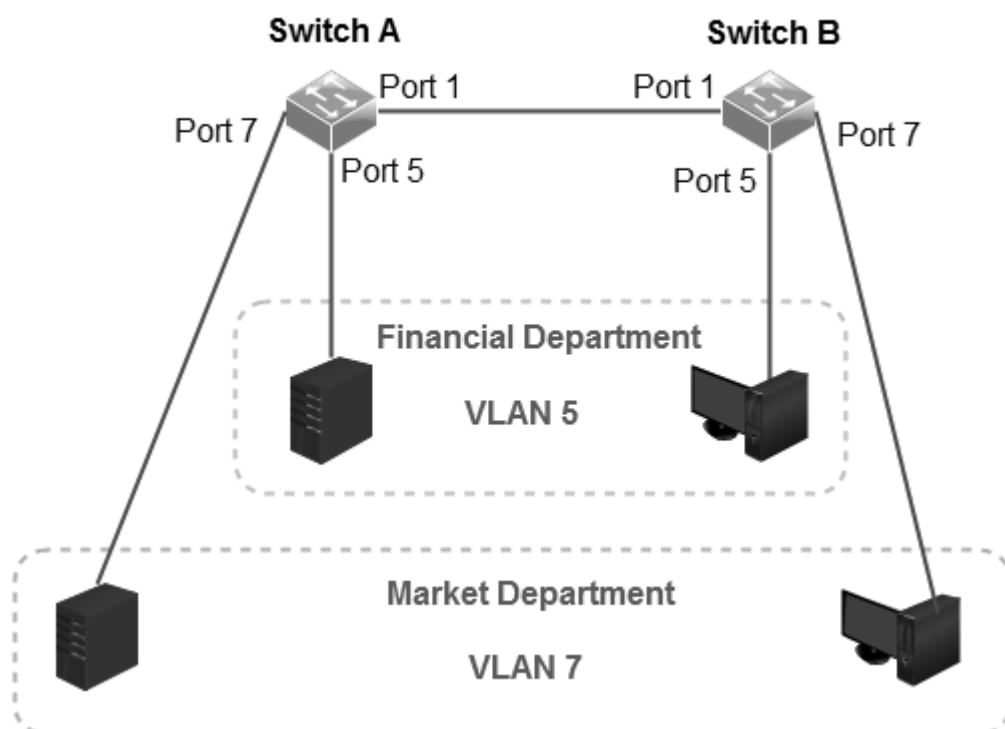 Switch A
Switch B
Port 1
Port 1
Port 7
Port 7
Port 5
Port 5
Financial Department
VLAN 5
Market Department
VLAN 7